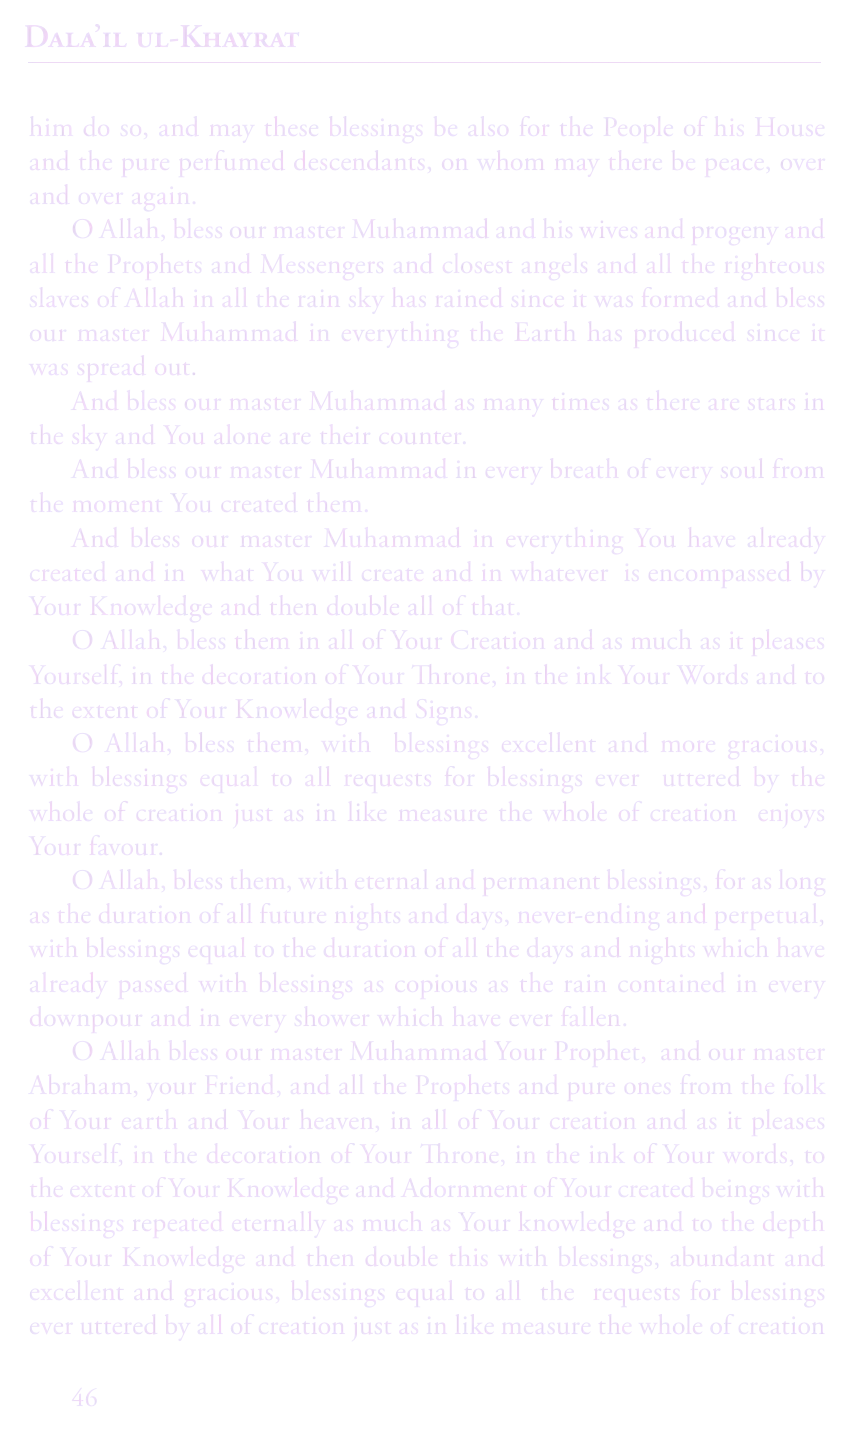 Dala’il ul-Khayrat
him do so, and may these blessings be also for the People of his House
and the pure perfumed descendants, on whom may there be peace, over
and over again.
O Allah, bless our master Muhammad and his wives and progeny and
all the Prophets and Messengers and closest angels and all the righteous
slaves of Allah in all the rain sky has rained since it was formed and bless
our master Muhammad in everything the Earth has produced since it
was spread out.
And bless our master Muhammad as many times as there are stars in
the sky and You alone are their counter.
And bless our master Muhammad in every breath of every soul from
the moment You created them.
And bless our master Muhammad in everything You have already
created and in what You will create and in whatever is encompassed by
Your Knowledge and then double all of that.
O Allah, bless them in all of Your Creation and as much as it pleases
Yourself, in the decoration of Your Throne, in the ink Your Words and to
the extent of Your Knowledge and Signs.
O Allah, bless them, with blessings excellent and more gracious,
with blessings equal to all requests for blessings ever uttered by the
whole of creation just as in like measure the whole of creation enjoys
Your favour.
O Allah, bless them, with eternal and permanent blessings, for as long
as the duration of all future nights and days, never-ending and perpetual,
with blessings equal to the duration of all the days and nights which have
already passed with blessings as copious as the rain contained in every
downpour and in every shower which have ever fallen.
O Allah bless our master Muhammad Your Prophet, and our master
Abraham, your Friend, and all the Prophets and pure ones from the folk
of Your earth and Your heaven, in all of Your creation and as it pleases
Yourself, in the decoration of Your Throne, in the ink of Your words, to
the extent of Your Knowledge and Adornment of Your created beings with
blessings repeated eternally as much as Your knowledge and to the depth
of Your Knowledge and then double this with blessings, abundant and
excellent and gracious, blessings equal to all the requests for blessings
ever uttered by all of creation just as in like measure the whole of creation
46